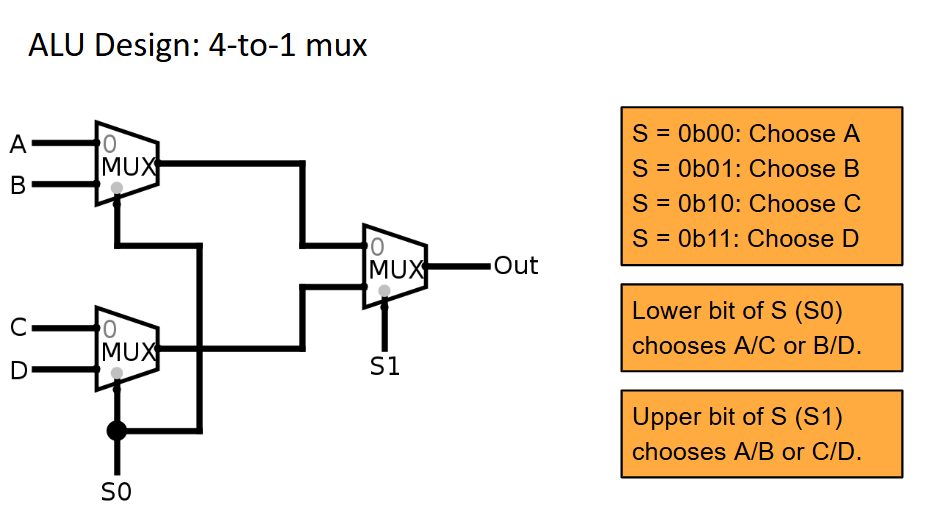 ALU Design: 4-to-1 mux
A
B
0
MUX
C
D
0
MUX
S0
0
MUX
S1
Out
S = 0b00: Choose A
S = 0b01: Choose B
S = 0b10: Choose C
S = 0b11: Choose D
Lower bit of S (S0)
chooses A/C or B/D.
Upper bit of S (S1)
chooses A/B or C/D.